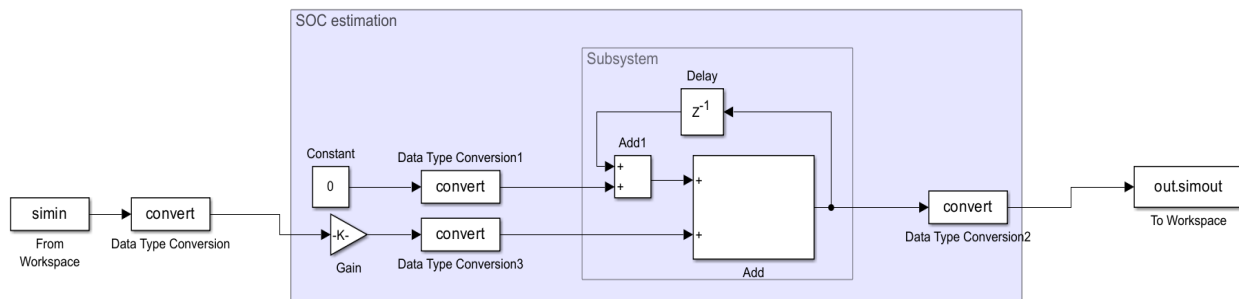 SOC estimation
Subsystem
Delay
Z-1
Add1
+
+
Constant
0
Data Type Conversion1
convert
+
+
Add
simin
From
Workspace
convert
Data Type Conversion
-K-
Gain
convert
Data Type Conversion3
convert
Data Type Conversion2
out.simout
To Workspace